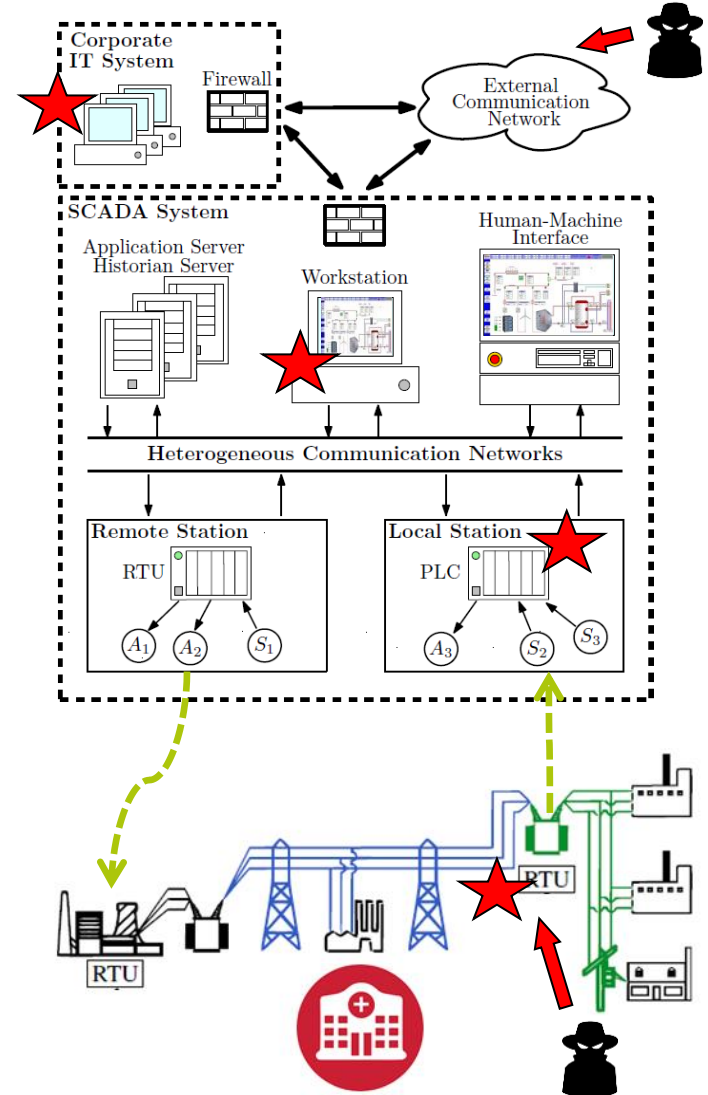 Corporate
IT System
Firewall
External
Communication
Network
SCADA System
Application Server
Historian Server
Workstation
Human-Machine
Interface
Heterogeneous Communication Networks
Remote Station
RTU
A1
A2
S1
Local Station
PLC
A3
S2
S3
RTU
RTU